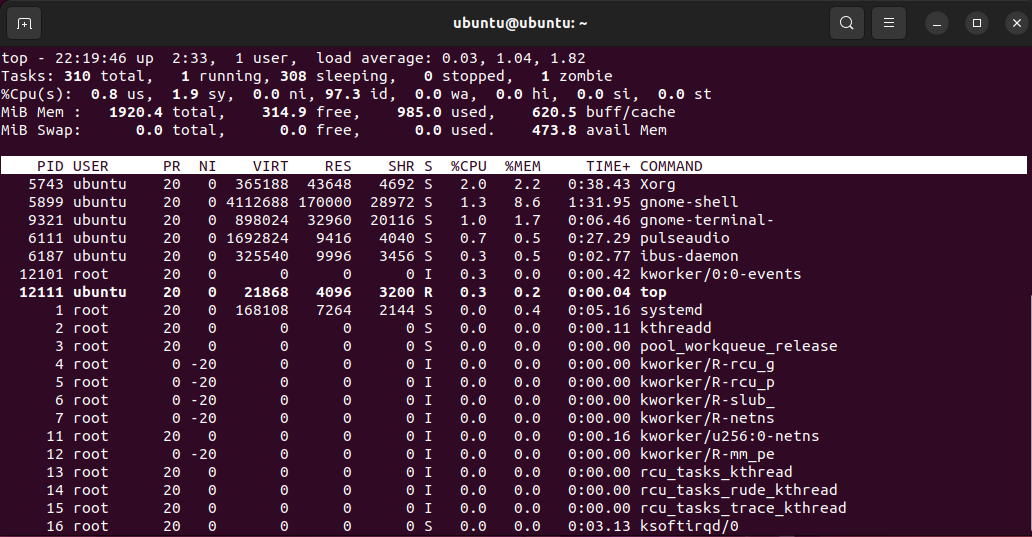 ubuntu@ubuntu: ~
top - 22:19:46 up  2:33,  1 user,  load average: 0.03, 1.04, 1.82
Tasks: 310 total,   1 running, 308 sleeping,   0 stopped,   1 zombie
%Cpu(s):  0.8 us,  1.9 sy,  0.0 ni, 97.3 id,  0.0 wa,  0.0 hi,  0.0 si,  0.0 st
MiB Mem :   1920.4 total,    314.9 free,    985.0 used,    620.5 buff/cache
MiB Swap:      0.0 total,      0.0 free,      0.0 used.    473.8 avail Mem
    PID USER      PR  NI    VIRT    RES    SHR S  %CPU  %MEM     TIME+ COMMAND
   5743 ubuntu    20   0  365188  43648   4692 S   2.0   2.2   0:38.43 Xorg
   5899 ubuntu    20   0 4112688 170000  28972 S   1.3   8.6   1:31.95 gnome-shell
   9321 ubuntu    20   0  898024  32960  20116 S   1.0   1.7   0:06.46 gnome-terminal-
   6111 ubuntu    20   0 1692824   9416   4040 S   0.7   0.5   0:27.29 pulseaudio
   6187 ubuntu    20   0  325540   9996   3456 S   0.3   0.5   0:02.77 ibus-daemon
  12101 root      20   0       0      0      0 I   0.3   0.0   0:00.42 kworker/0:0-events
  12111 ubuntu    20   0   21868   4096   3200 R   0.3   0.2   0:00.04 top
      1 root      20   0  168108   7264   2144 S   0.0   0.4   0:05.16 systemd
      2 root      20   0       0      0      0 S   0.0   0.0   0:00.11 kthreadd
      3 root      20   0       0      0      0 S   0.0   0.0   0:00.00 pool_workqueue_release
      4 root       0 -20       0      0      0 I   0.0   0.0   0:00.00 kworker/R-rcu_g
      5 root       0 -20       0      0      0 I   0.0   0.0   0:00.00 kworker/R-rcu_p
      6 root       0 -20       0      0      0 I   0.0   0.0   0:00.00 kworker/R-slub_
      7 root       0 -20       0      0      0 I   0.0   0.0   0:00.00 kworker/R-netns
     11 root      20   0       0      0      0 I   0.0   0.0   0:00.16 kworker/u256:0-netns
     12 root       0 -20       0      0      0 I   0.0   0.0   0:00.00 kworker/R-mm_pe
     13 root      20   0       0      0      0 I   0.0   0.0   0:00.00 rcu_tasks_kthread
     14 root      20   0       0      0      0 I   0.0   0.0   0:00.00 rcu_tasks_rude_kthread
     15 root      20   0       0      0      0 I   0.0   0.0   0:00.00 rcu_tasks_trace_kthread
     16 root      20   0       0      0      0 S   0.0   0.0   0:03.13 ksoftirqd/0